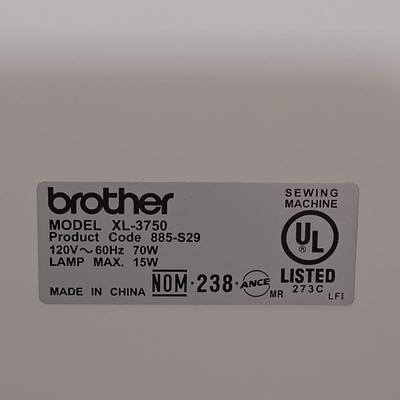 brother
MODEL XL-3750
Product Code 885-S29
120V~60Hz 70W
LAMP MAX. 15W
MADE IN CHINA
NOM·238·ANCE
MR
SEWING
MACHINE
UL
LISTED
273C
LFI